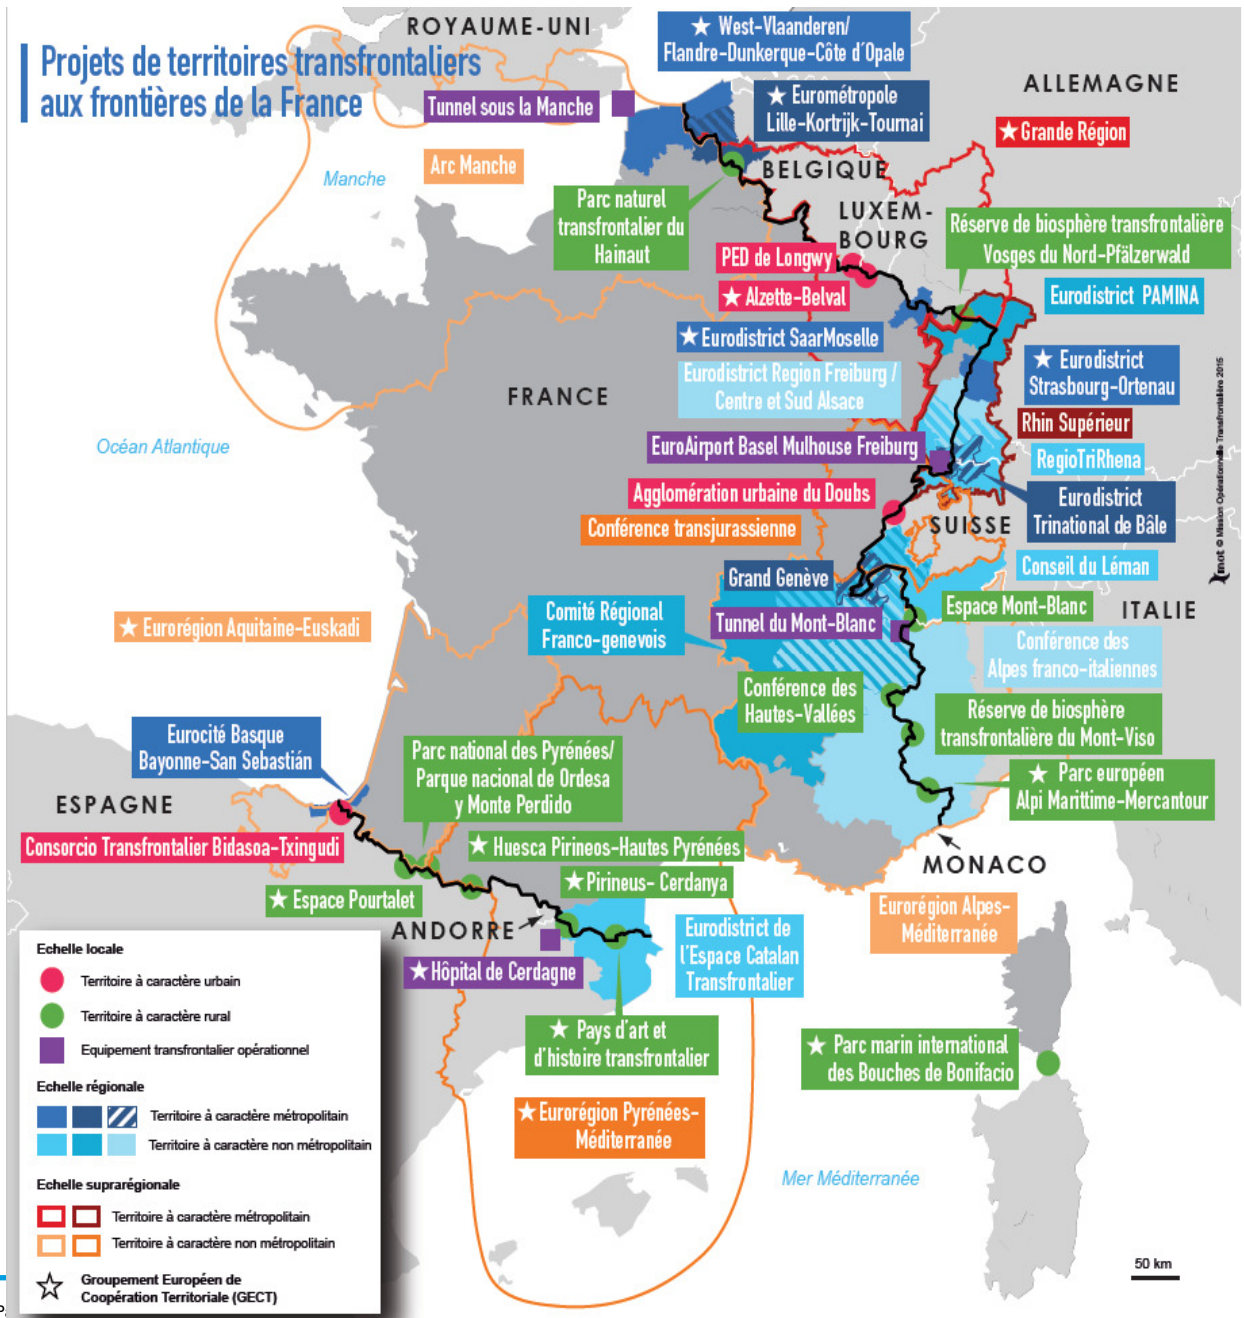 Projets de territoires transfrontaliers
aux frontières de la France
ROYAUME-UNI
West-Vlaanderen/
Flandre-Dunkerque-Côte d'Opale
Tunnel sous la Manche
Eurométropole
Lille-Kortrijk-Tournai
ALLEMAGNE
Grande Région
Arc Manche
Manche
BELGIQUE
Parc naturel
transfrontalier du
Hainaut
LUXEM-
BOURG
Réserve de biosphère transfrontalière
Vosges du Nord-Pfälzerwald
PED de Longwy
Alzette-Belval
Eurodistrict PAMINA
Eurodistrict SaarMoselle
Eurodistrict
Strasbourg-Ortenau
Eurodistrict Region Freiburg /
Centre et Sud Alsace
FRANCE
Rhin Supérieur
Océan Atlantique
EuroAirport Basel Mulhouse Freiburg
RegioTriRhena
Agglomération urbaine du Doubs
Eurodistrict
Trinational de Bâle
Conférence transjurassienne
SUISSE
Conseil du Léman
Grand Genève
Espace Mont-Blanc
ITALIE
Comité Régional
Franco-genevois
Tunnel du Mont-Blanc
Eurorégion Aquitaine-Euskadi
Conférence des
Alpes franco-italiennes
Conférence des
Hautes-Vallées
Réserve de biosphère
transfrontalière du Mont-Viso
Eurocité Basque
Bayonne-San Sebastián
Parc national des Pyrénées/
Parque nacional de Ordesa
y Monte Perdido
Parc européen
Alpi Marittime-Mercantour
ESPAGNE
Consorcio Transfrontalier Bidasoa-Txingudi
Huesca Pirineos-Hautes Pyrénées
MONACO
Pirineus- Cerdanya
Espace Pourtalet
Eurorégion Alpes-
Méditerranée
ANDORRE
Eurodistrict de
l'Espace Catalan
Transfrontalier
Hôpital de Cerdagne
Pays d'art et
d'histoire transfrontalier
Parc marin international
des Bouches de Bonifacio
Eurorégion Pyrénées-
Méditerranée
Mer Méditerranée
50 km
mot © Mission Opérationnelle Transfrontalière 2015
Echelle locale
Territoire à caractère urbain
Territoire à caractère rural
Equipement transfrontalier opérationnel
Echelle régionale
Territoire à caractère métropolitain
Territoire à caractère non métropolitain
Echelle suprarégionale
Territoire à caractère métropolitain
Territoire à caractère non métropolitain
Groupement Européen de
Coopération Territoriale (GECT)